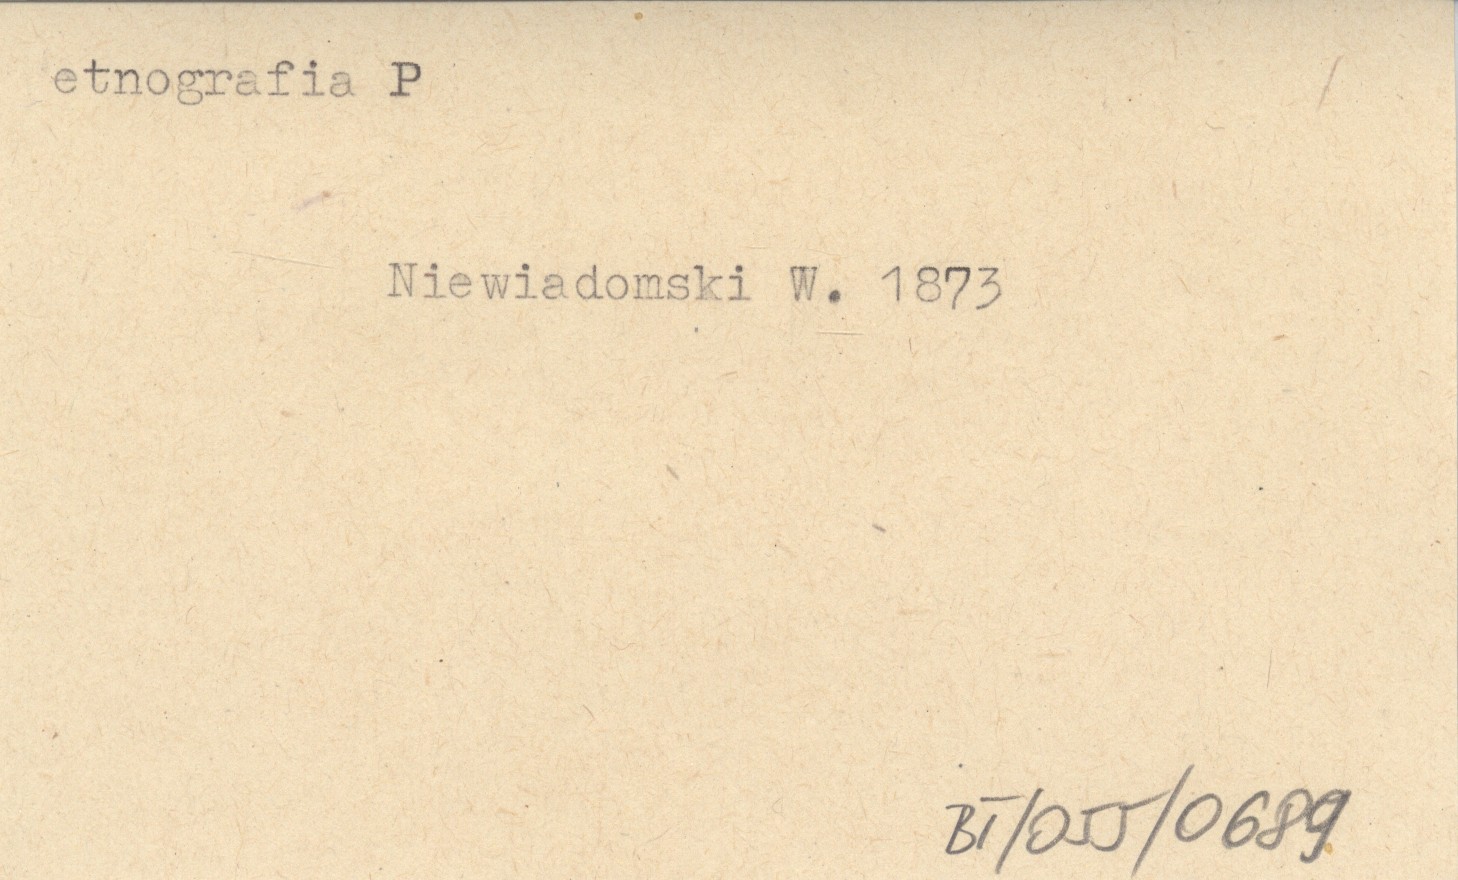 etnografia P
Niewiadomski W. 1873
BI/055/0689